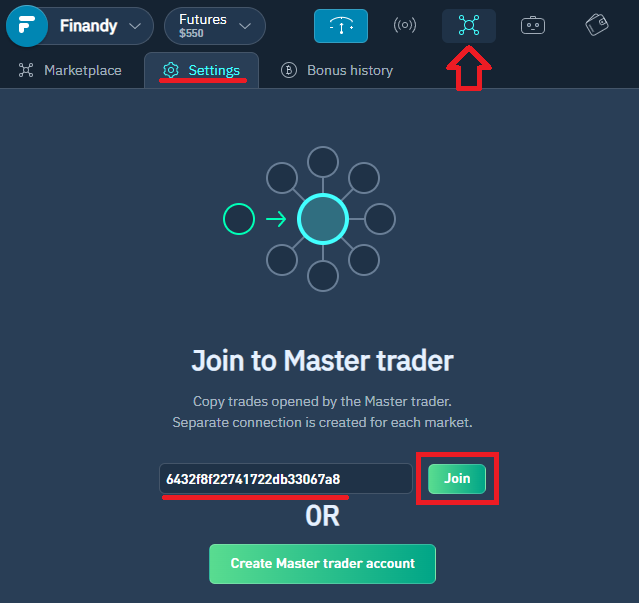 Finandy
Futures
$550
Marketplace
Settings
Bonus history
Join to Master trader
Copy trades opened by the Master trader.
Separate connection is created for each market.
6432f8f22741722db33067a8
Join
OR
Create Master trader account